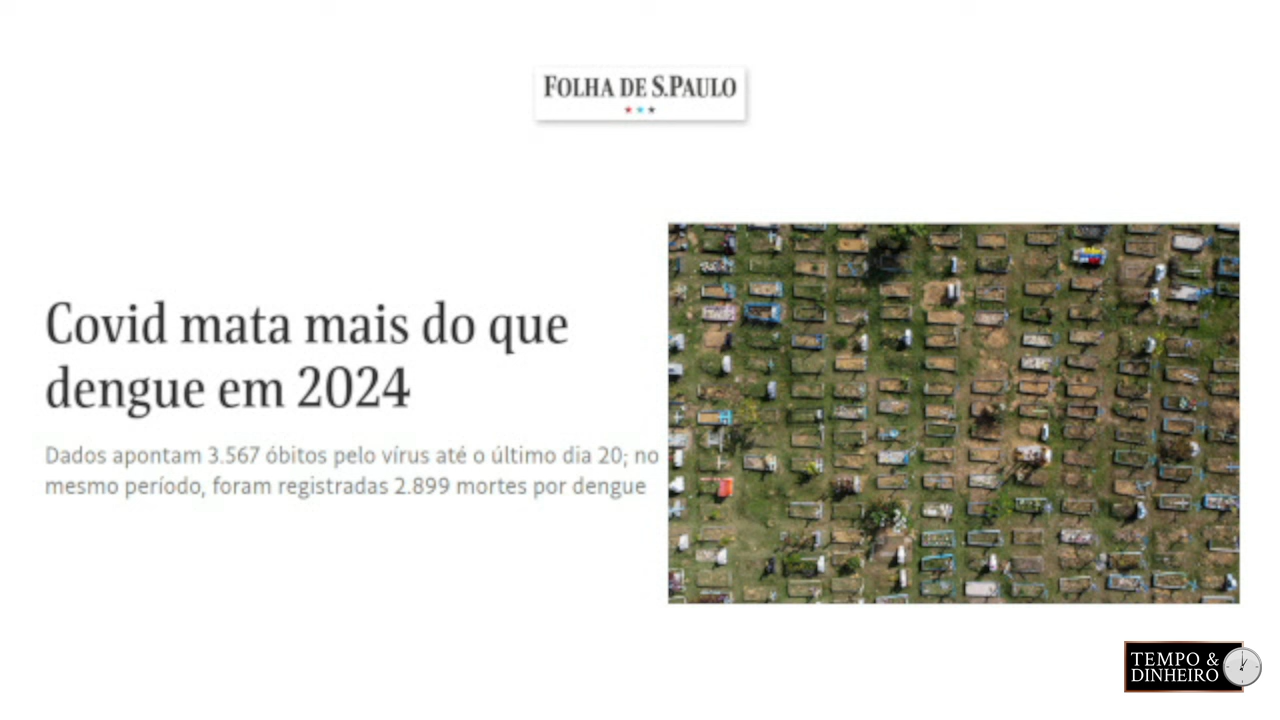 FOLHA DE S.PAULO
Covid mata mais do que
dengue em 2024
Dados apontam 3.567 óbitos pelo vírus até o último dia 20; no
mesmo período, foram registradas 2.899 mortes por dengue
TEMPO &
DINHEIRO